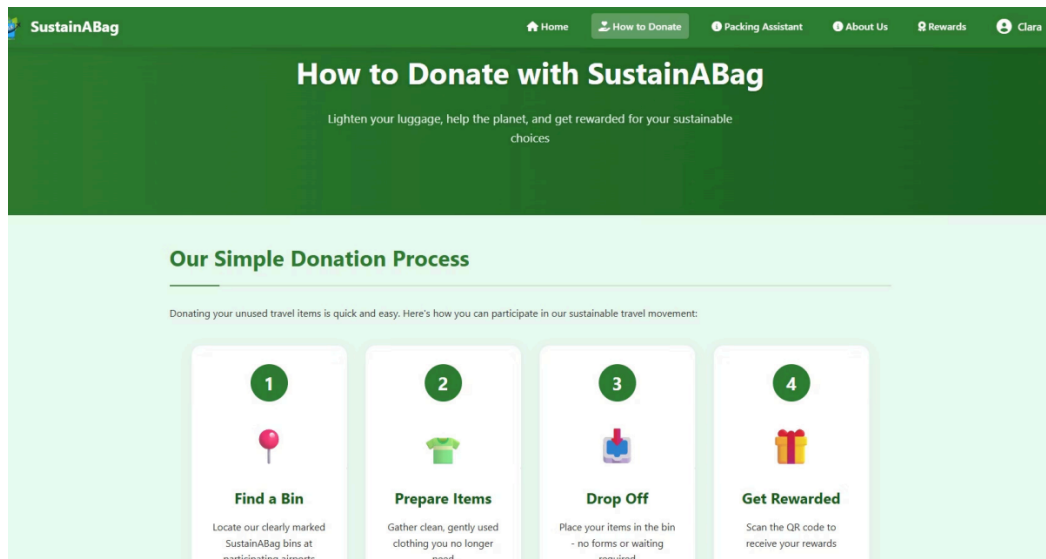 SustainABag
Home
How to Donate
Packing Assistant
About Us
Rewards
Clara
How to Donate with SustainABag
Lighten your luggage, help the planet, and get rewarded for your sustainable
choices
Our Simple Donation Process
Donating your unused travel items is quick and easy. Here's how you can participate in our sustainable travel movement:
1
2
3
4
Find a Bin
Locate our clearly marked
SustainABag bins at
participating airports
Prepare Items
Gather clean, gently used
clothing you no longer
need
Drop Off
Place your items in the bin
- no forms or waiting
required
Get Rewarded
Scan the QR code to
receive your rewards